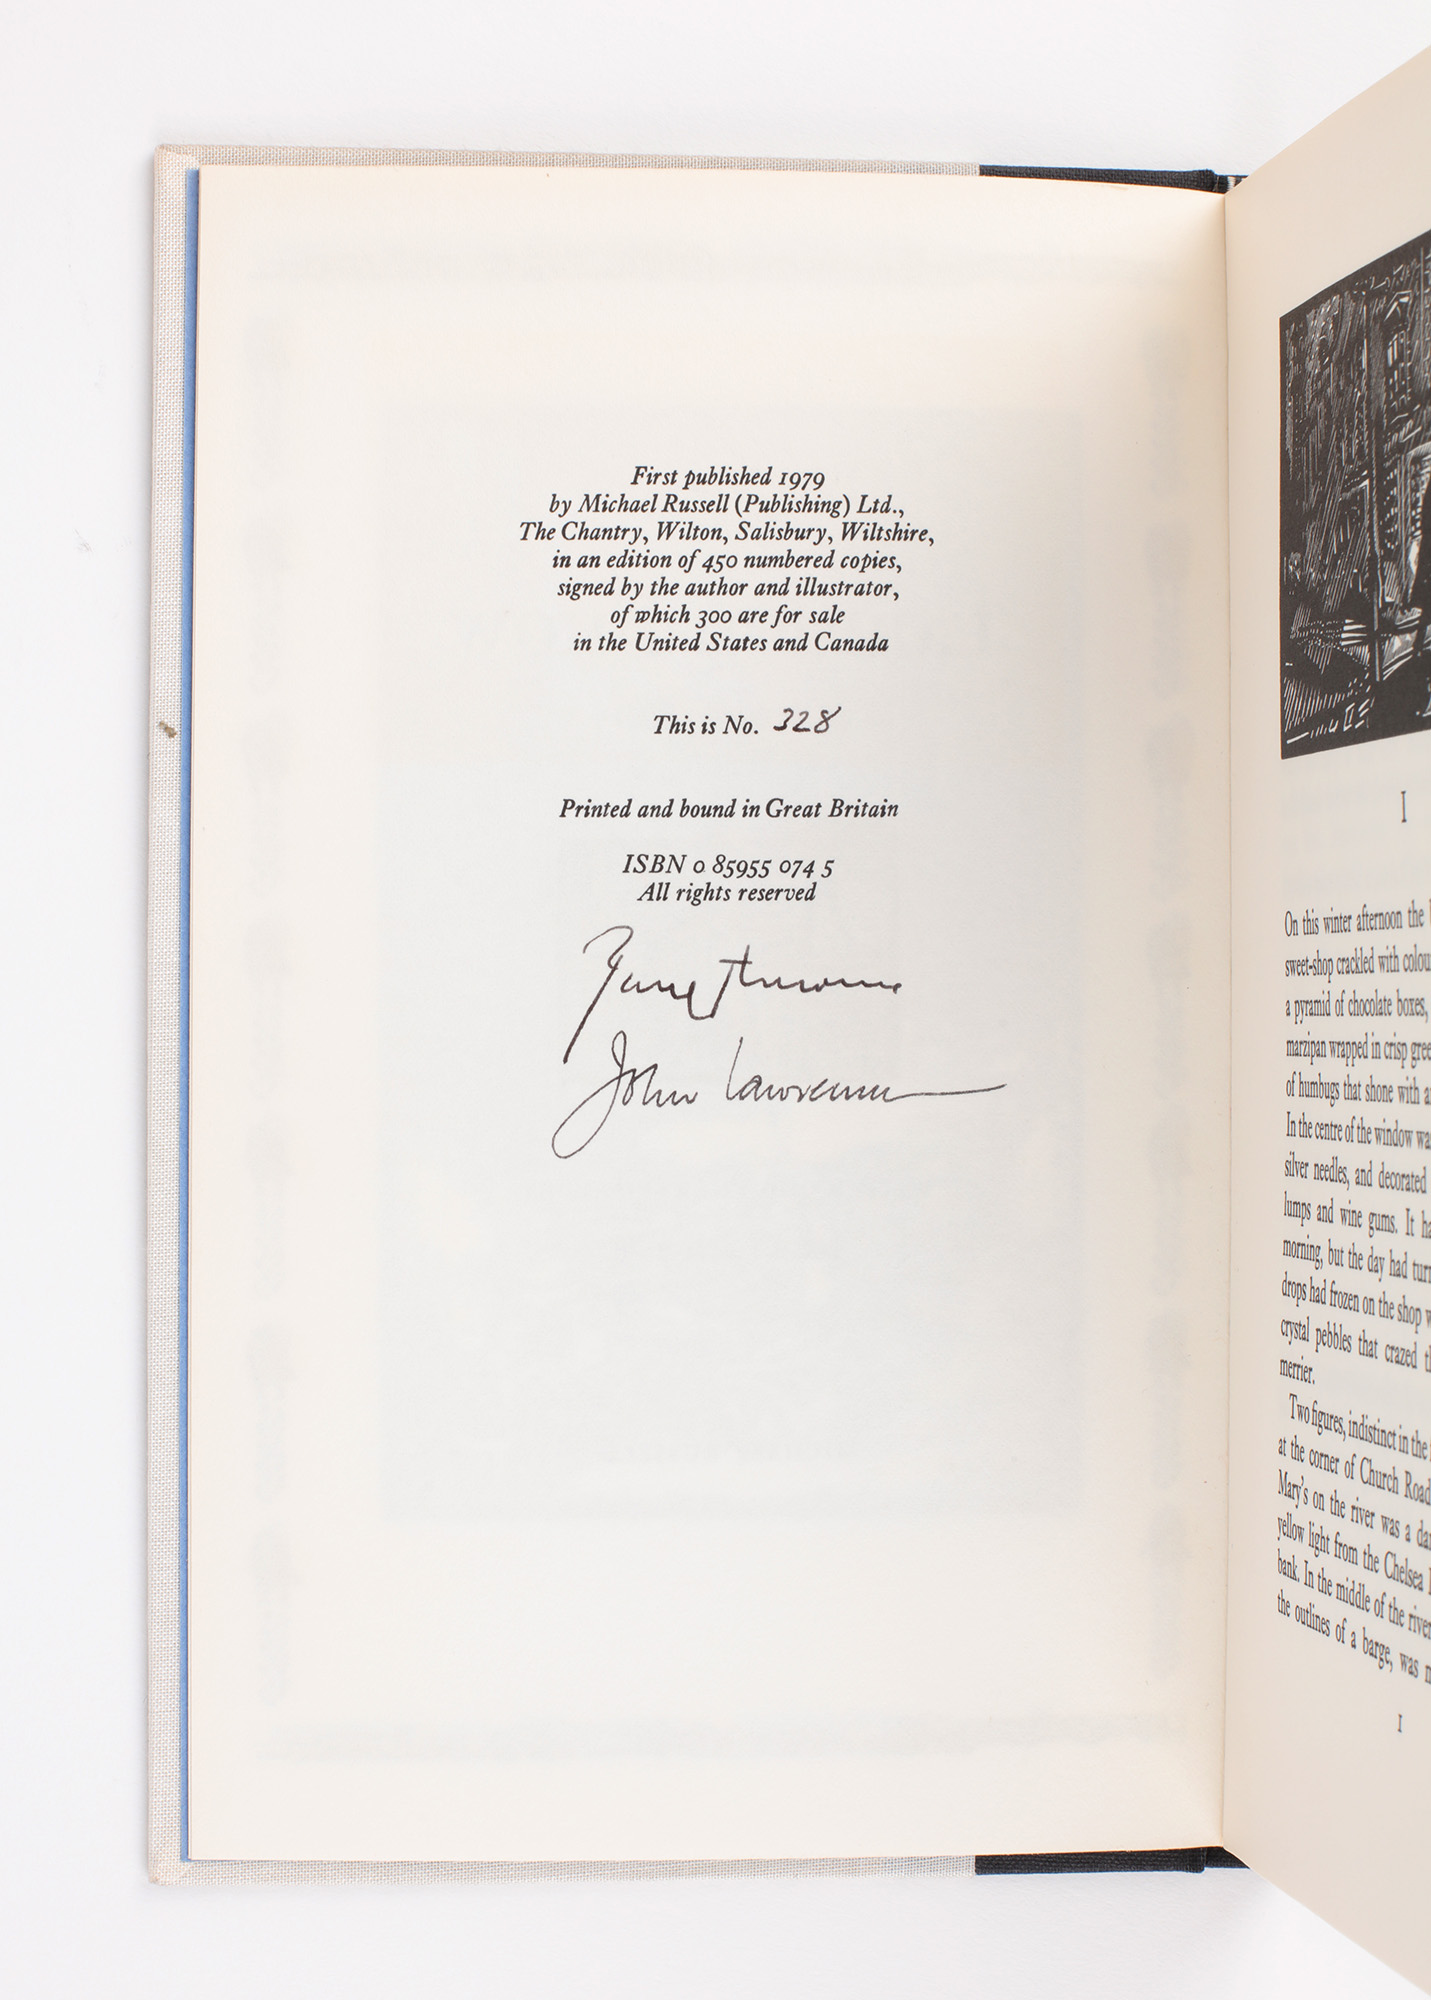 First published 1979
by Michael Russell (Publishing) Ltd.,
The Chantry, Wilton, Salisbury, Wiltshire,
in an edition of 450 numbered copies,
signed by the author and illustrator,
of which 300 are for sale
in the United States and Canada
This is No. 328
Printed and bound in Great Britain
ISBN 0 85955 074 5
All rights reserved
John Lawrence
I
On this winter afternoon the
sweet-shop crackled with
a pyramid of chocolate boxes,
marzipan wrapped in crisp
of humbugs that shone with
In the centre of the window
silver needles, and decorated
lumps and wine gums. It
morning, but the day had
drops had frozen on the shop
crystal pebbles that crazed
merrier.
Two figures, indistinct in the
at the corner of Church Road
Mary's on the river was a
yellow light from the Chelsea
bank. In the middle of the river
the outlines of a barge, was
1